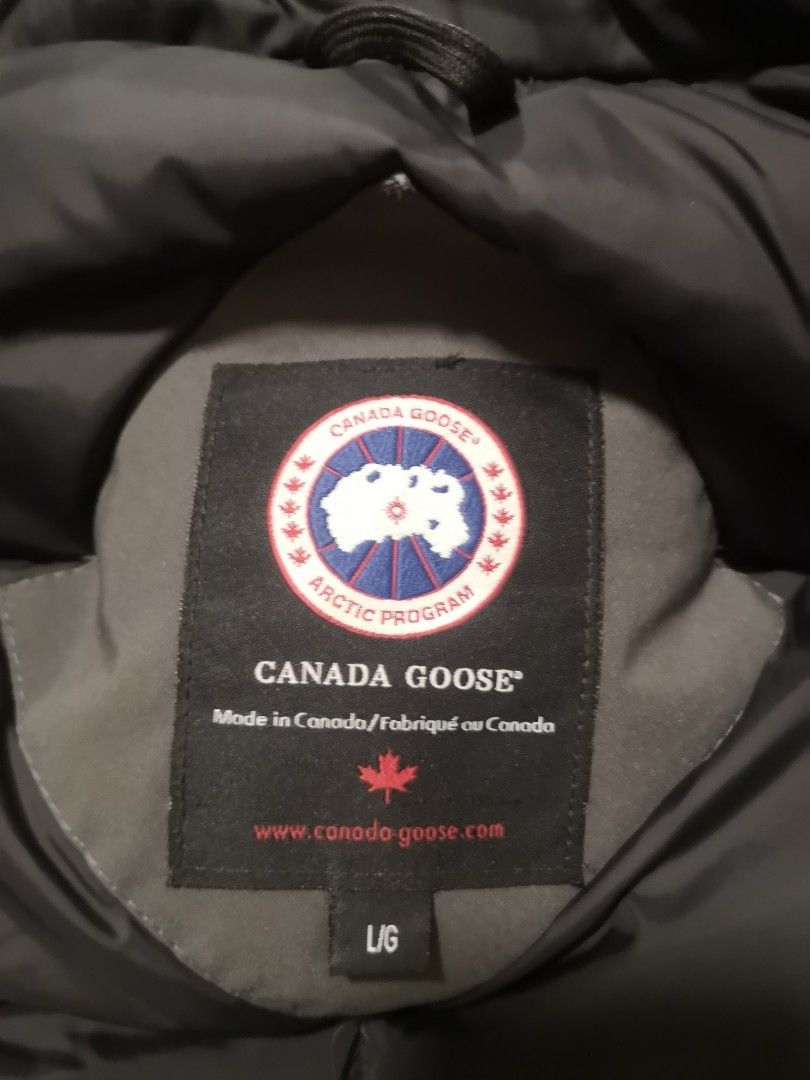 CANADA GOOSE®
ARCTIC PROGRAM
CANADA GOOSE®
Made in Canada/Fabriqué au Canada
www.canada-goose.com
L/G